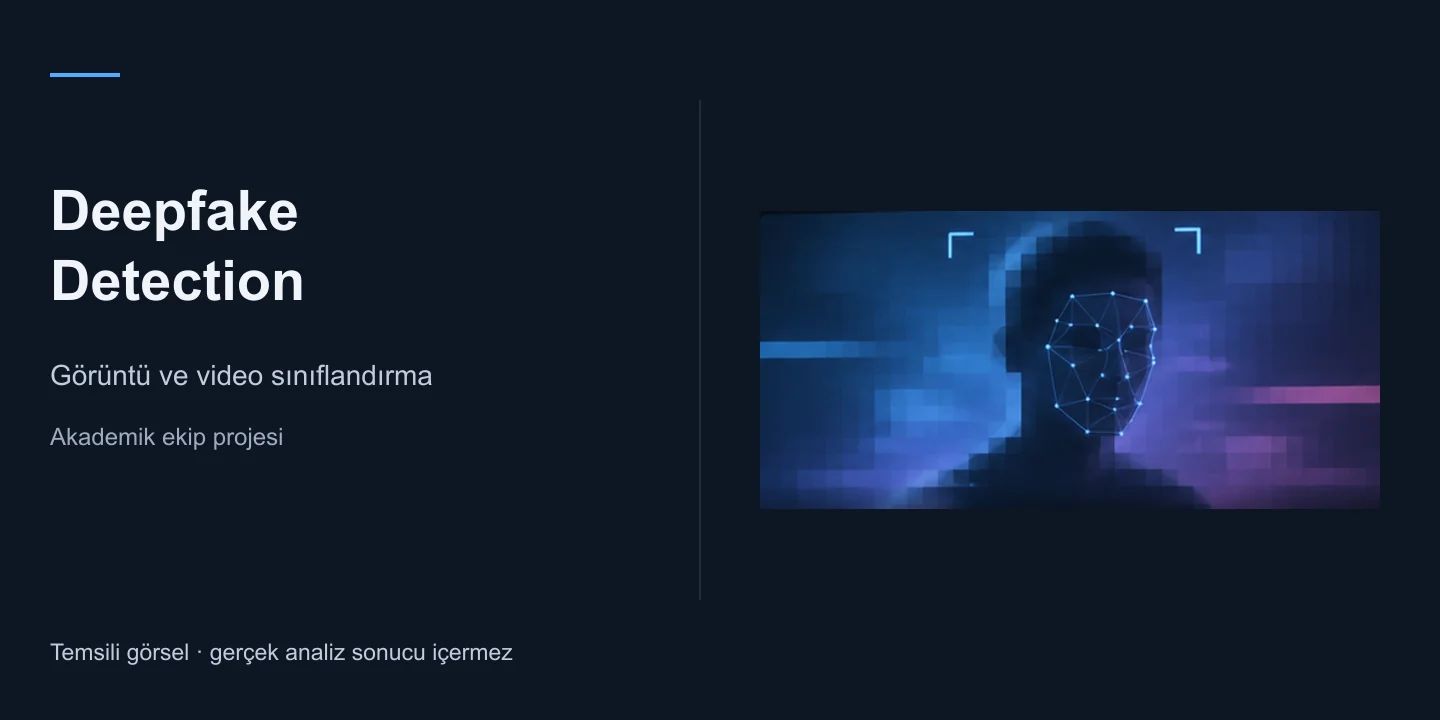 Deepfake
Detection
Görüntü ve video sınıflandırma
Akademik ekip projesi
Temsili görsel · gerçek analiz sonucu içermez